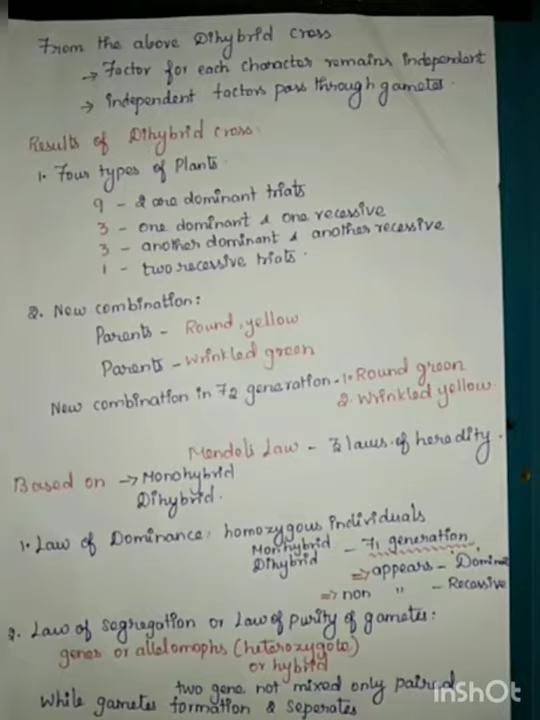 From the above Dihybrid cross
→ Factor for each character remains independent
→ independent factors pass through gametes.
Results of Dihybrid cross.
1. Four types of Plants.
9 - 2 are dominant triats
3 - one dominant & one recessive
3 - another dominant & another recessive
1 - two recessive triats.
2. New combination:
Parents - Round, yellow
Parents - Wrinkled green
New combination in F2 generation - 1. Round green
2. Wrinkled yellow
Mendel's Law - 3 laws of heredity.
Based on → Monohybrid
Dihybrid.
1. Law of Dominance: homozygous individuals
Monohybrid - F1 generation
Dihybrid
⇒ appears - 'Domina
⇒ non " - Recessive
2. Law of segregation or Law of purity of gametes:
genes or allelomophs (heterozygote)
or hybrid
two gene not mixed only paired
While gametes formation & seperates
InShOt